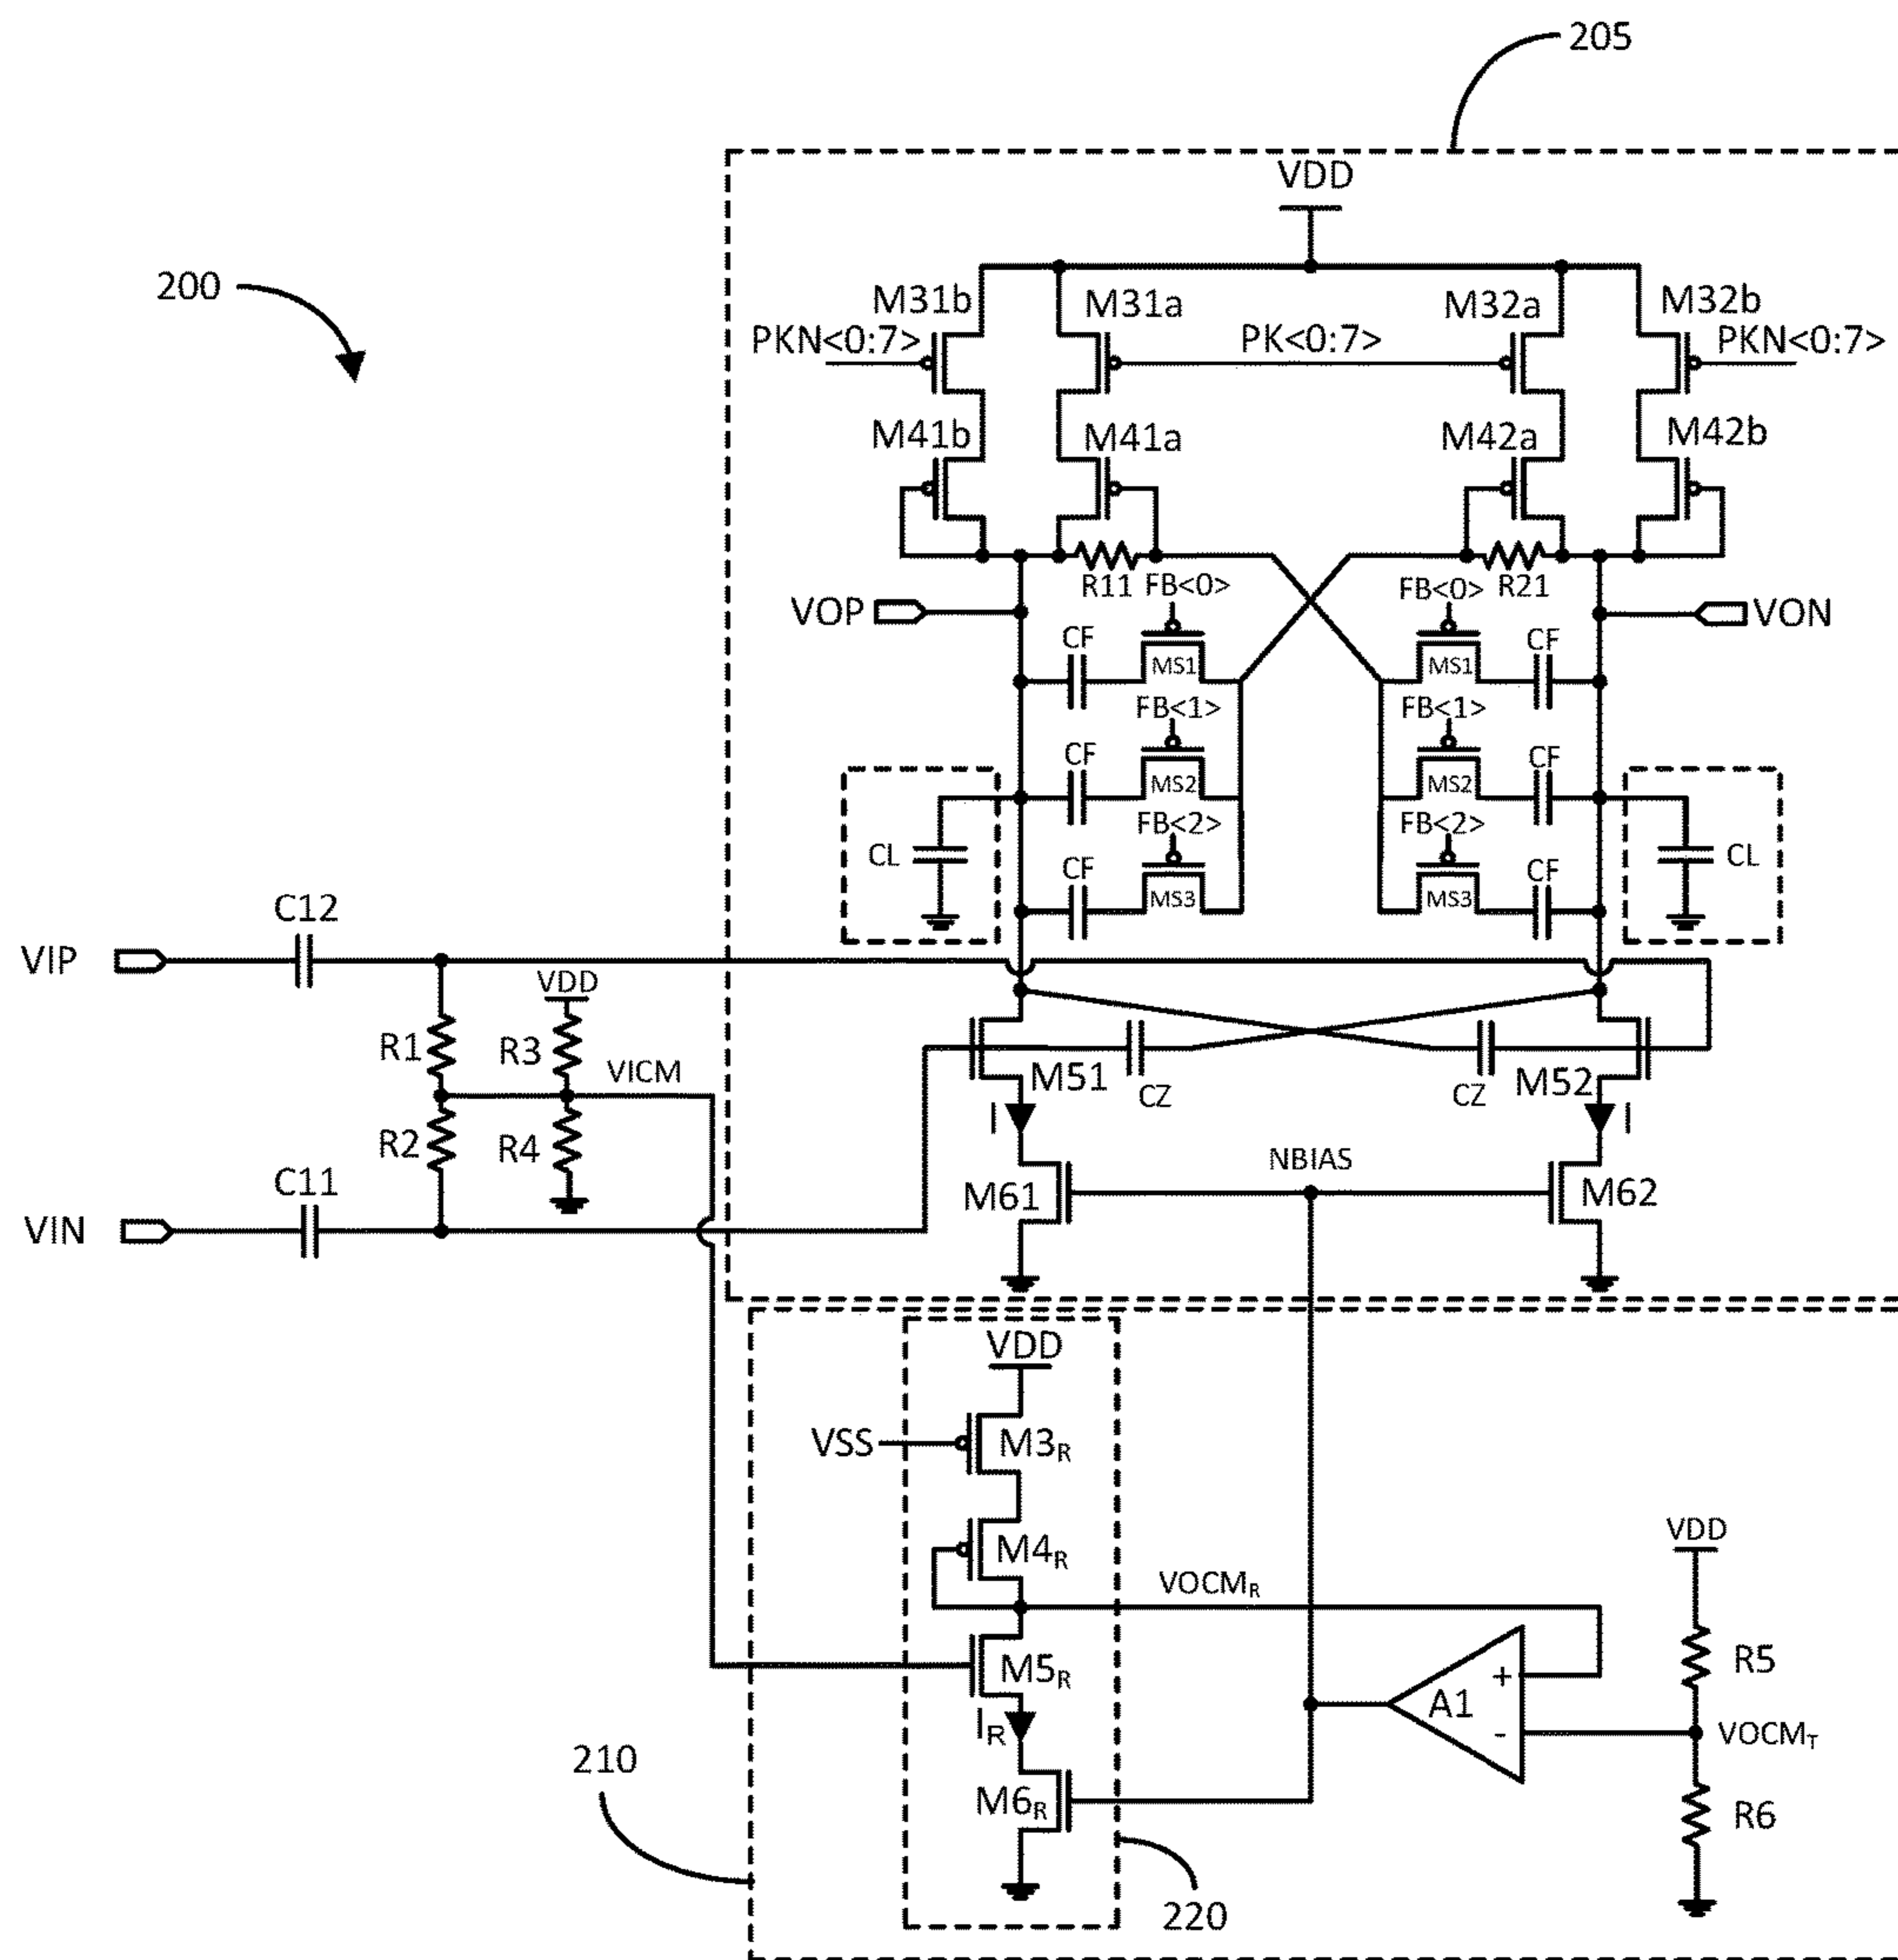 205
VDD
200
M31b
M31a
M32a
M32b
PKN<0:7>
PK<0:7>
PKN<0:7>
M41b
M41a
M42a
M42b
R11
FB<0>
FB<0>
R21
VOP
VON
CF
MS1
MS1
CF
FB<1>
FB<1>
CF
MS2
MS2
CF
FB<2>
FB<2>
CL
CF
MS3
MS3
CF
CL
C12
VIP
VDD
R1
R3
VICM
M51
CZ
CZ
M52
R2
R4
I
I
NBIAS
C11
M61
M62
VIN
VDD
VSS
M3R
M4R
VDD
VOCMR
M5R
+
R5
A1
IR
-
VOCMT
210
M6R
R6
220